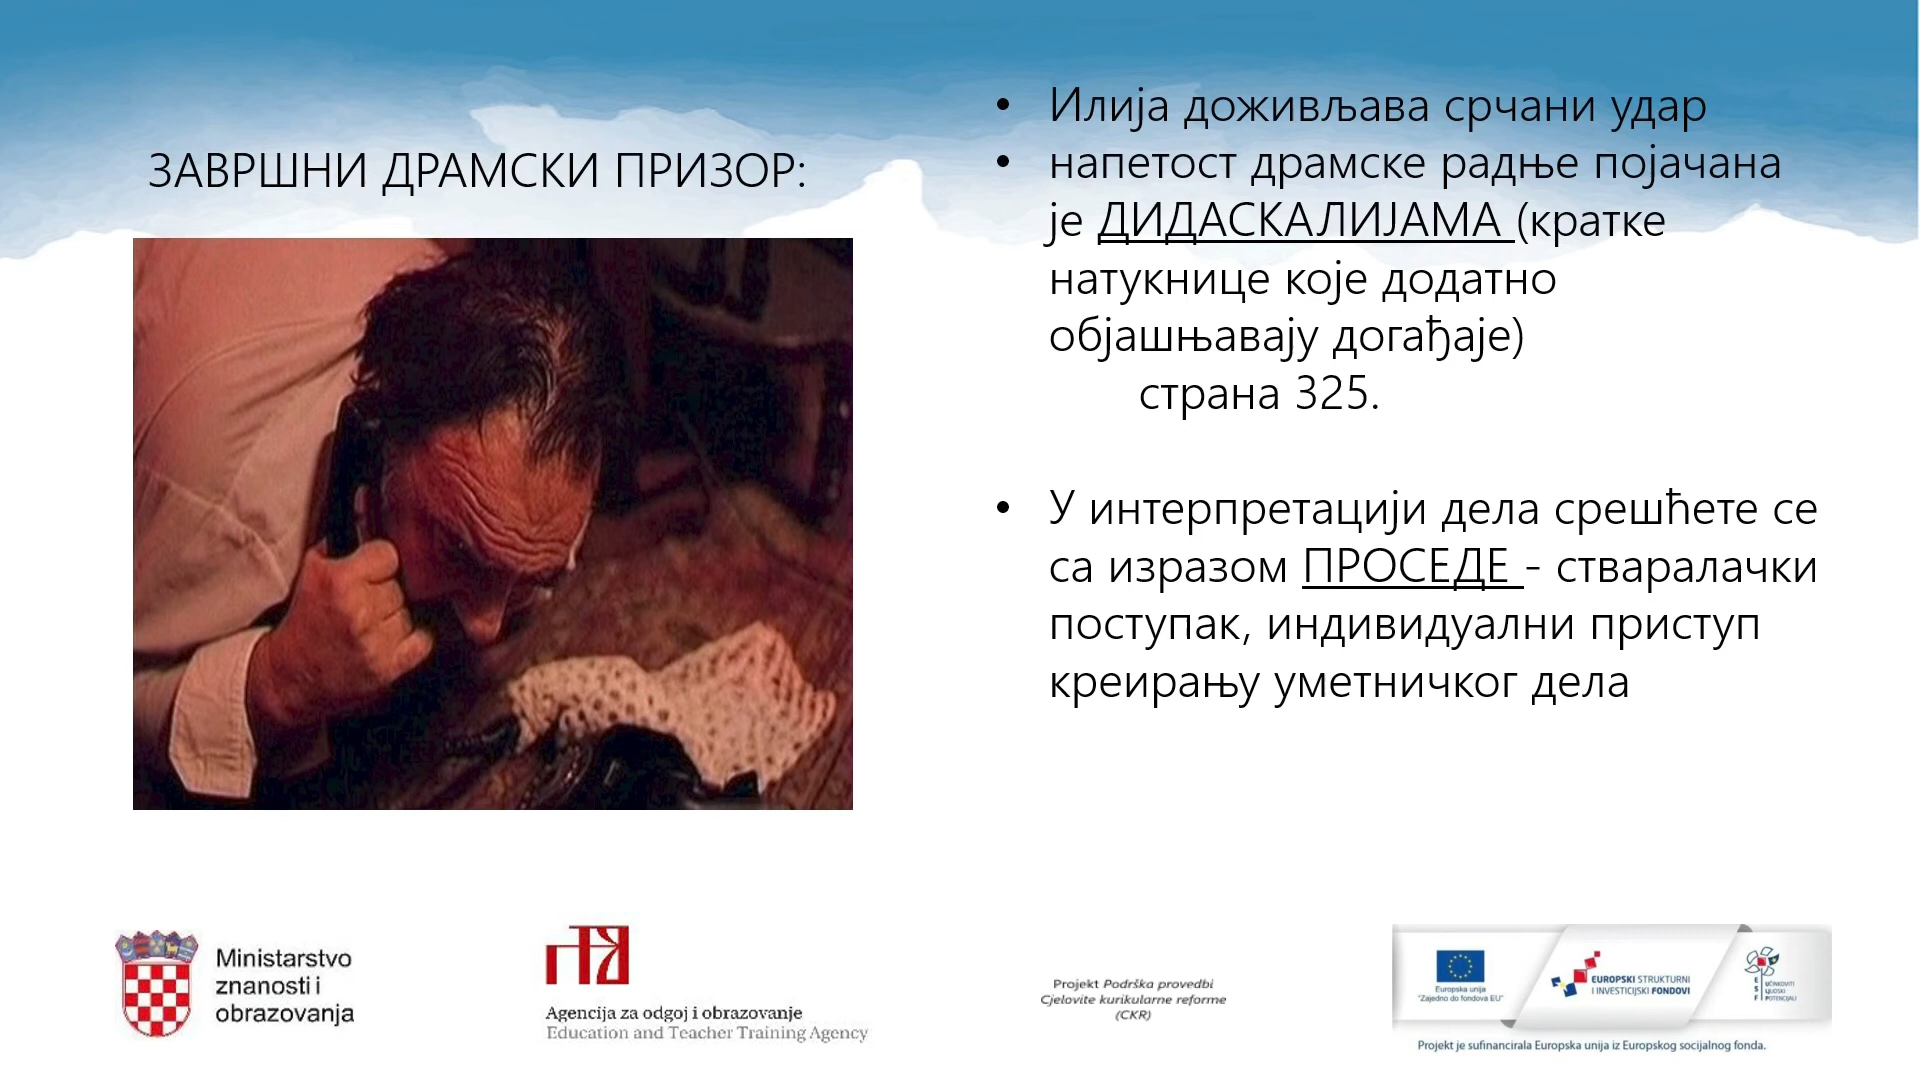 ЗАВРШНИ ДРАМСКИ ПРИЗОР:
• Илија доживљава срчани удар
• напетост драмске радње појачана
је ДИДАСКАЛИЈАМА (кратке
натукнице које додатно
објашњавају догађаје)
страна 325.
• У интерпретацији дела срешћете се
са изразом ПРОСЕДЕ - стваралачки
поступак, индивидуални приступ
креирању уметничког дела
Ministarstvo
znanosti i
obrazovanja
Agencija za odgoj i obrazovanje
Education and Teacher Training Agency
Projekt Podrška provedbi
Cjelovite kurikularne reforme
(CKR)
Europska unija
"Zajedno do fondova EU"
EUROPSKI STRUKTURNI
I INVESTICIJSKI FONDOVI
ESF
UČINKOVITI
LJUDSKI
POTENCIJALI
Projekt je sufinancirala Europska unija iz Europskog socijalnog fonda.